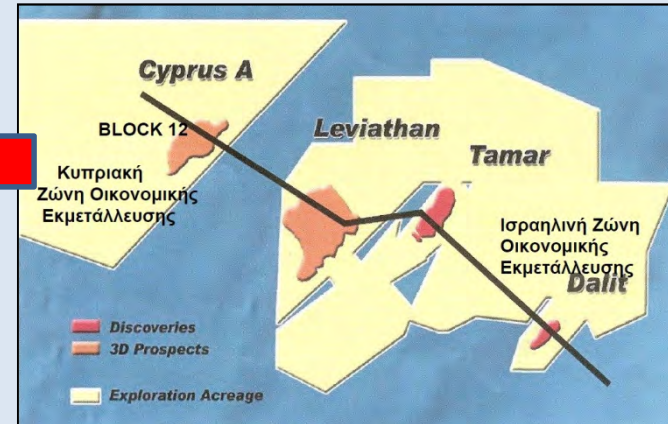 Cyprus A
BLOCK 12
Κυπριακή
Ζώνη Οικονομικής
Εκμετάλλευσης
Leviathan
Tamar
Ισραηλινή Ζώνη
Οικονομικής
Εκμετάλλευσης
Dalit
Discoveries
3D Prospects
Exploration Acreage